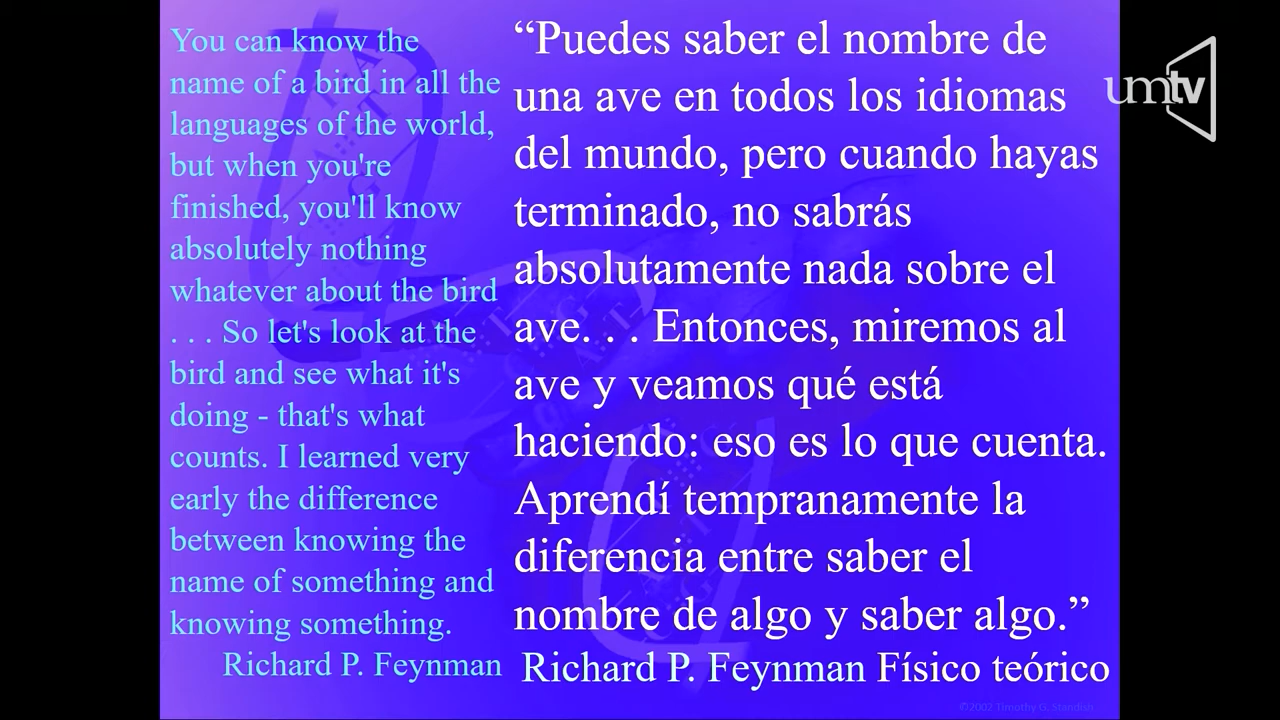 You can know the
name of a bird in all the
languages of the world,
but when you're
finished, you'll know
absolutely nothing
whatever about the bird
. . . So let's look at the
bird and see what it's
doing - that's what
counts. I learned very
early the difference
between knowing the
name of something and
knowing something.
Richard P. Feynman
“Puedes saber el nombre de
una ave en todos los idiomas
del mundo, pero cuando hayas
terminado, no sabrás
absolutamente nada sobre el
ave. . . Entonces, miremos al
ave y veamos qué está
haciendo: eso es lo que cuenta.
Aprendí tempranamente la
diferencia entre saber el
nombre de algo y saber algo.”
Richard P. Feynman Físico teórico
umtv
©2002 Timothy G. Standish